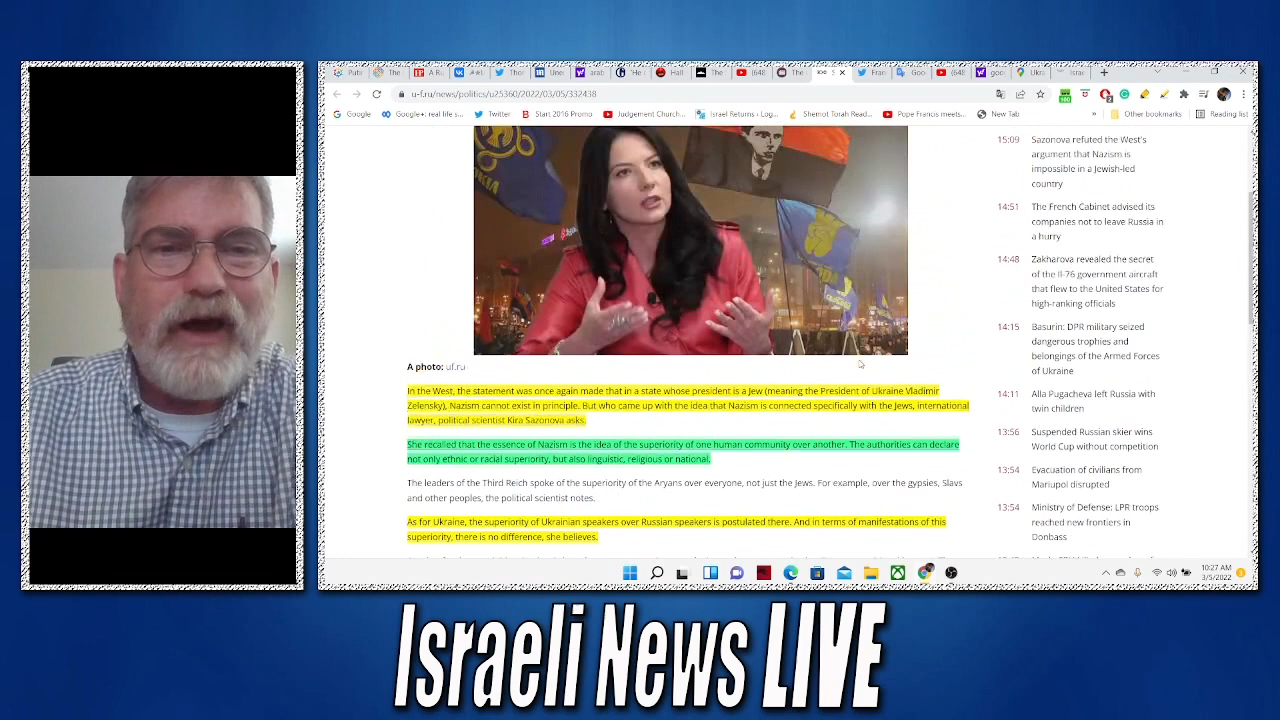 u-f.ru/news/politics/u25360/2022/03/05/332438
Google
Google+: real life s...
Twitter
Start 2016 Promo
Judgement Church...
Israel Returns ‹ Log...
Shemot Torah Read...
Pope Francis meets...
New Tab
»
Other bookmarks
Reading list
A photo: uf.ru
In the West, the statement was once again made that in a state whose president is a Jew (meaning the President of Ukraine Vladimir
Zelensky), Nazism cannot exist in principle. But who came up with the idea that Nazism is connected specifically with the Jews, international
lawyer, political scientist Kira Sazonova asks.
She recalled that the essence of Nazism is the idea of the superiority of one human community over another. The authorities can declare
not only ethnic or racial superiority, but also linguistic, religious or national.
The leaders of the Third Reich spoke of the superiority of the Aryans over everyone, not just the Jews. For example, over the gypsies, Slavs
and other peoples, the political scientist notes.
As for Ukraine, the superiority of Ukrainian speakers over Russian speakers is postulated there. And in terms of manifestations of this
superiority, there is no difference, she believes.
15:09 Sazonova refuted the West's
argument that Nazism is
impossible in a Jewish-led
country
14:51 The French Cabinet advised its
companies not to leave Russia in
a hurry
14:48 Zakharova revealed the secret
of the Il-76 government aircraft
that flew to the United States for
high-ranking officials
14:15 Basurin: DPR military seized
dangerous trophies and
belongings of the Armed Forces
of Ukraine
14:11 Alla Pugacheva left Russia with
twin children
13:56 Suspended Russian skier wins
World Cup without competition
13:54 Evacuation of civilians from
Mariupol disrupted
13:54 Ministry of Defense: LPR troops
reached new frontiers in
Donbass
10:27 AM
3/5/2022
Israeli News LIVE